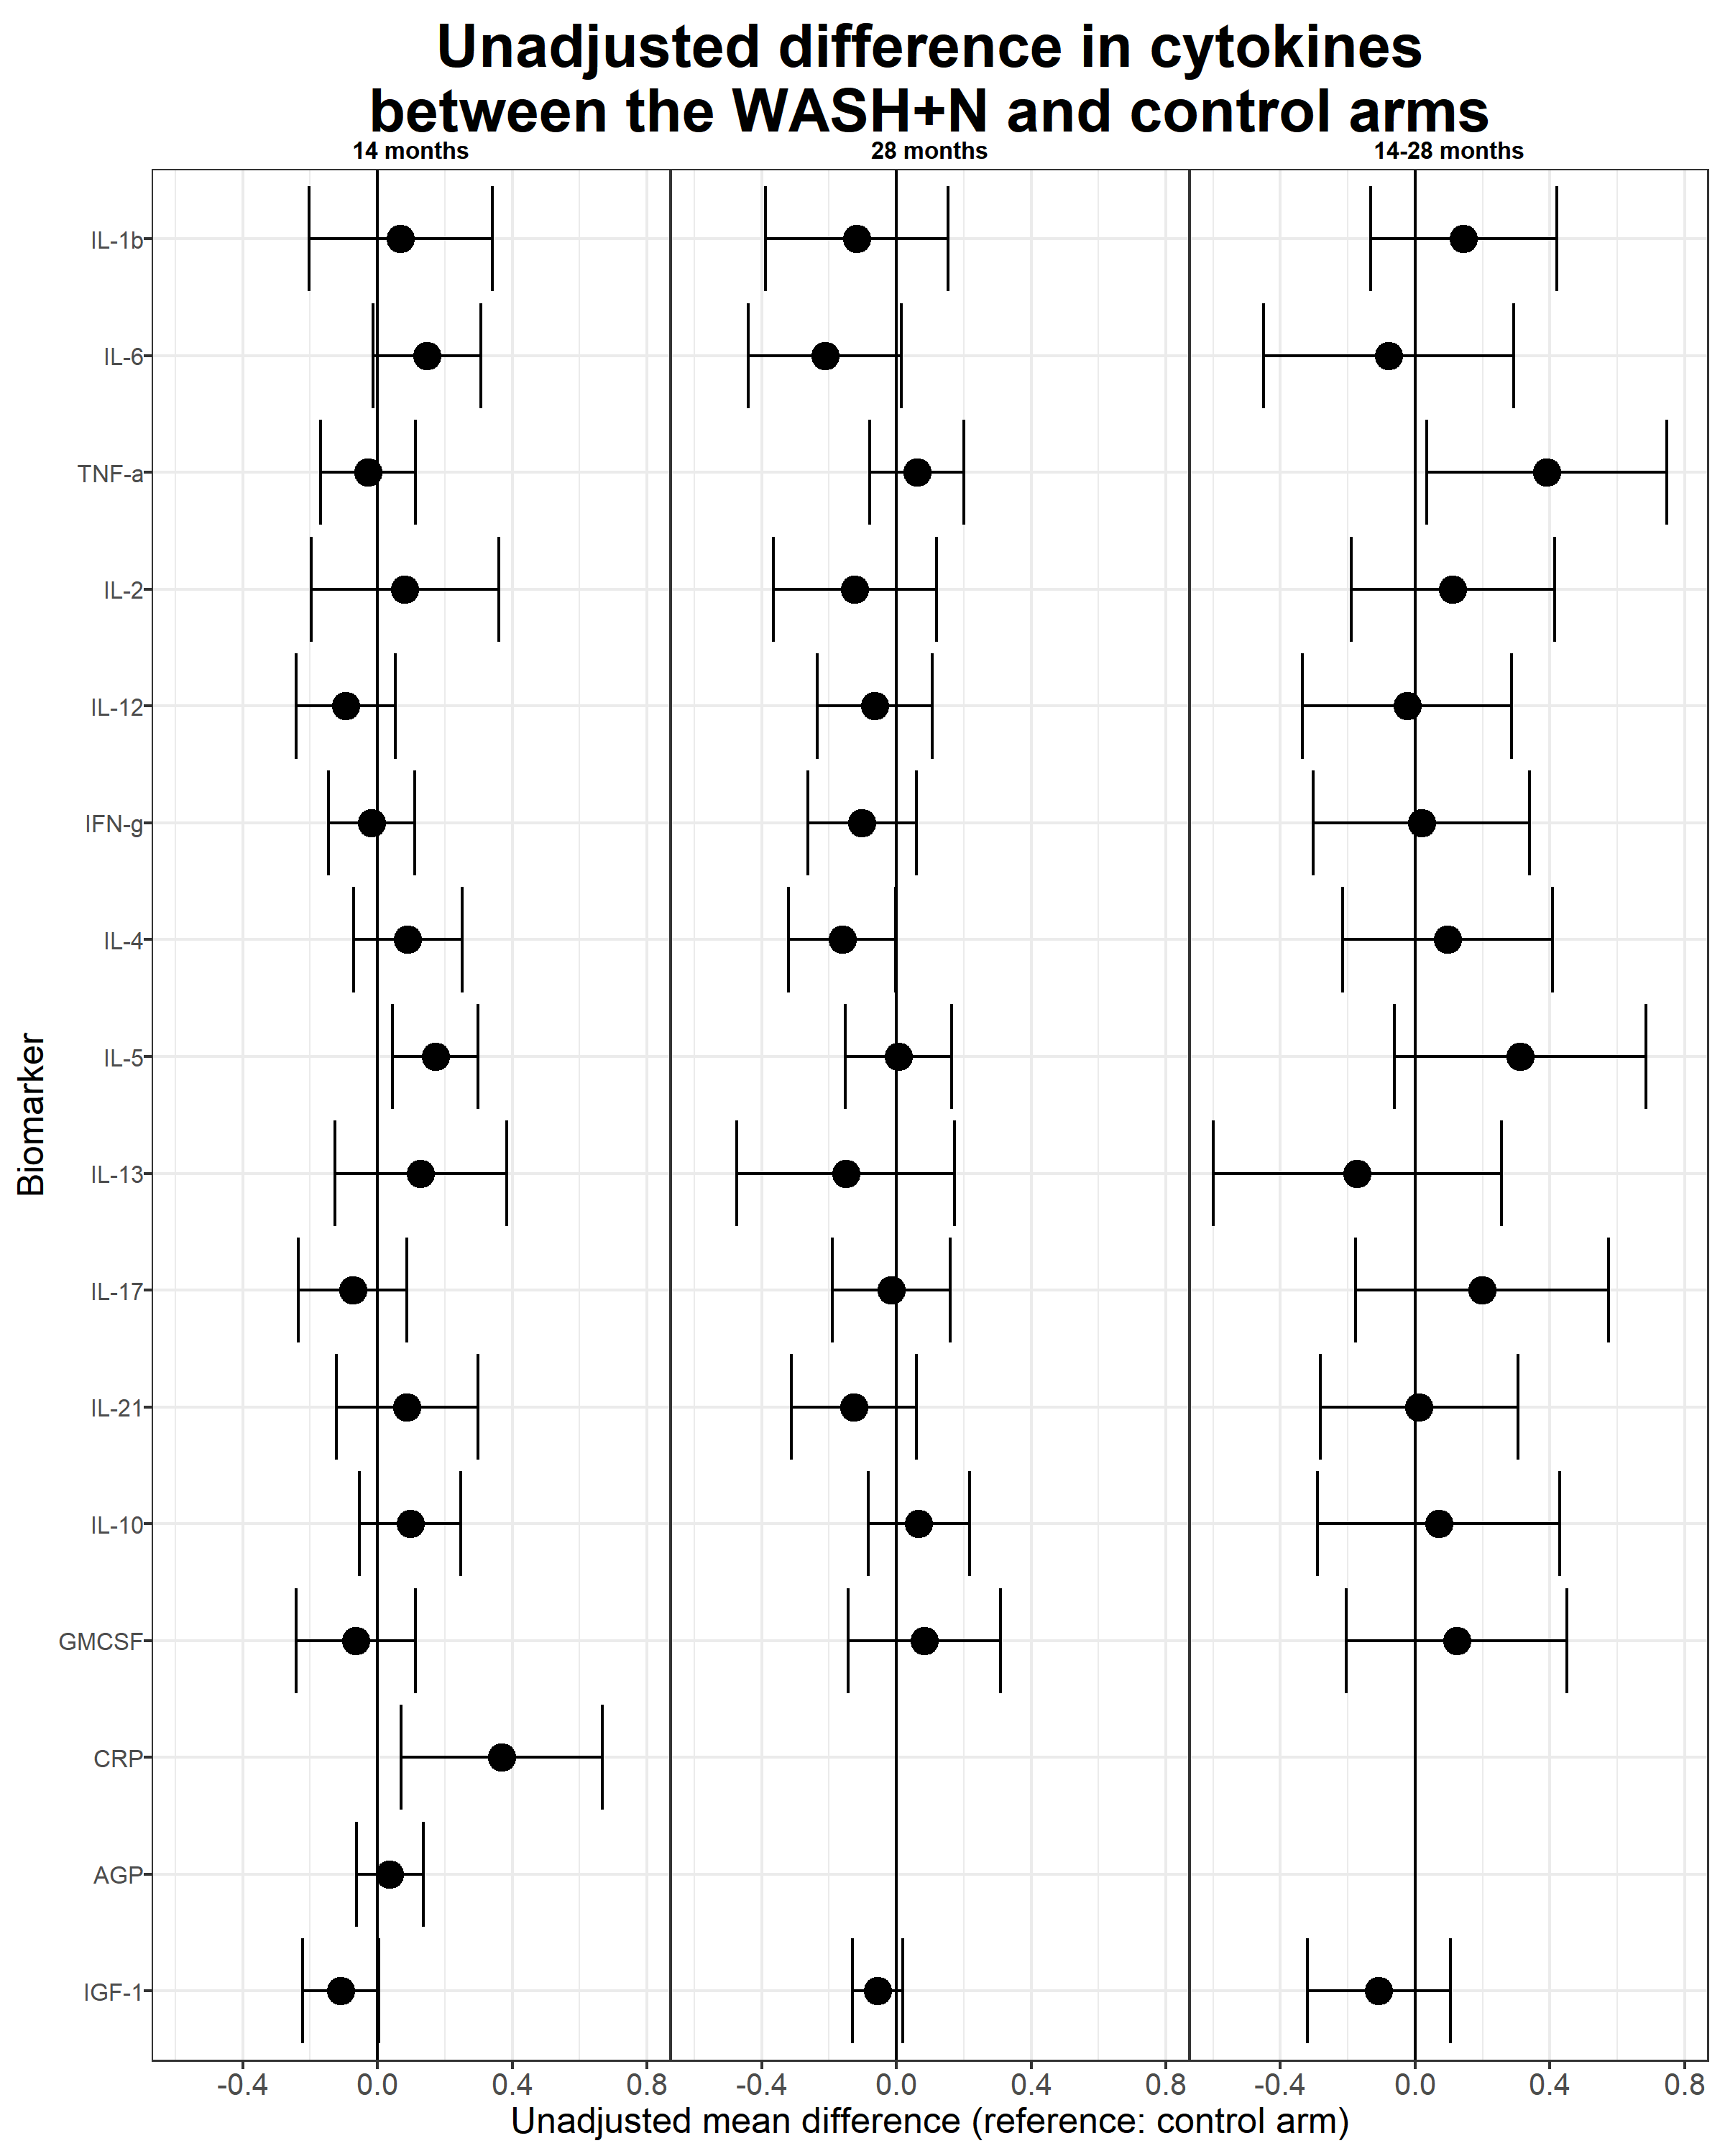 Unadjusted difference in cytokines
between the WASH+N and control arms
14 months 28 months 14-28 months
IL-1b
IL-6
TNF-a
IL-2
IL-12
IFN-g
IL-4
IL-5
IL-13
IL-17
IL-21
IL-10
GMCSF
CRP
AGP
IGF-1
Biomarker
-0.4 0.0 0.4 0.8 -0.4 0.0 0.4 0.8 -0.4 0.0 0.4 0.8
Unadjusted mean difference (reference: control arm)